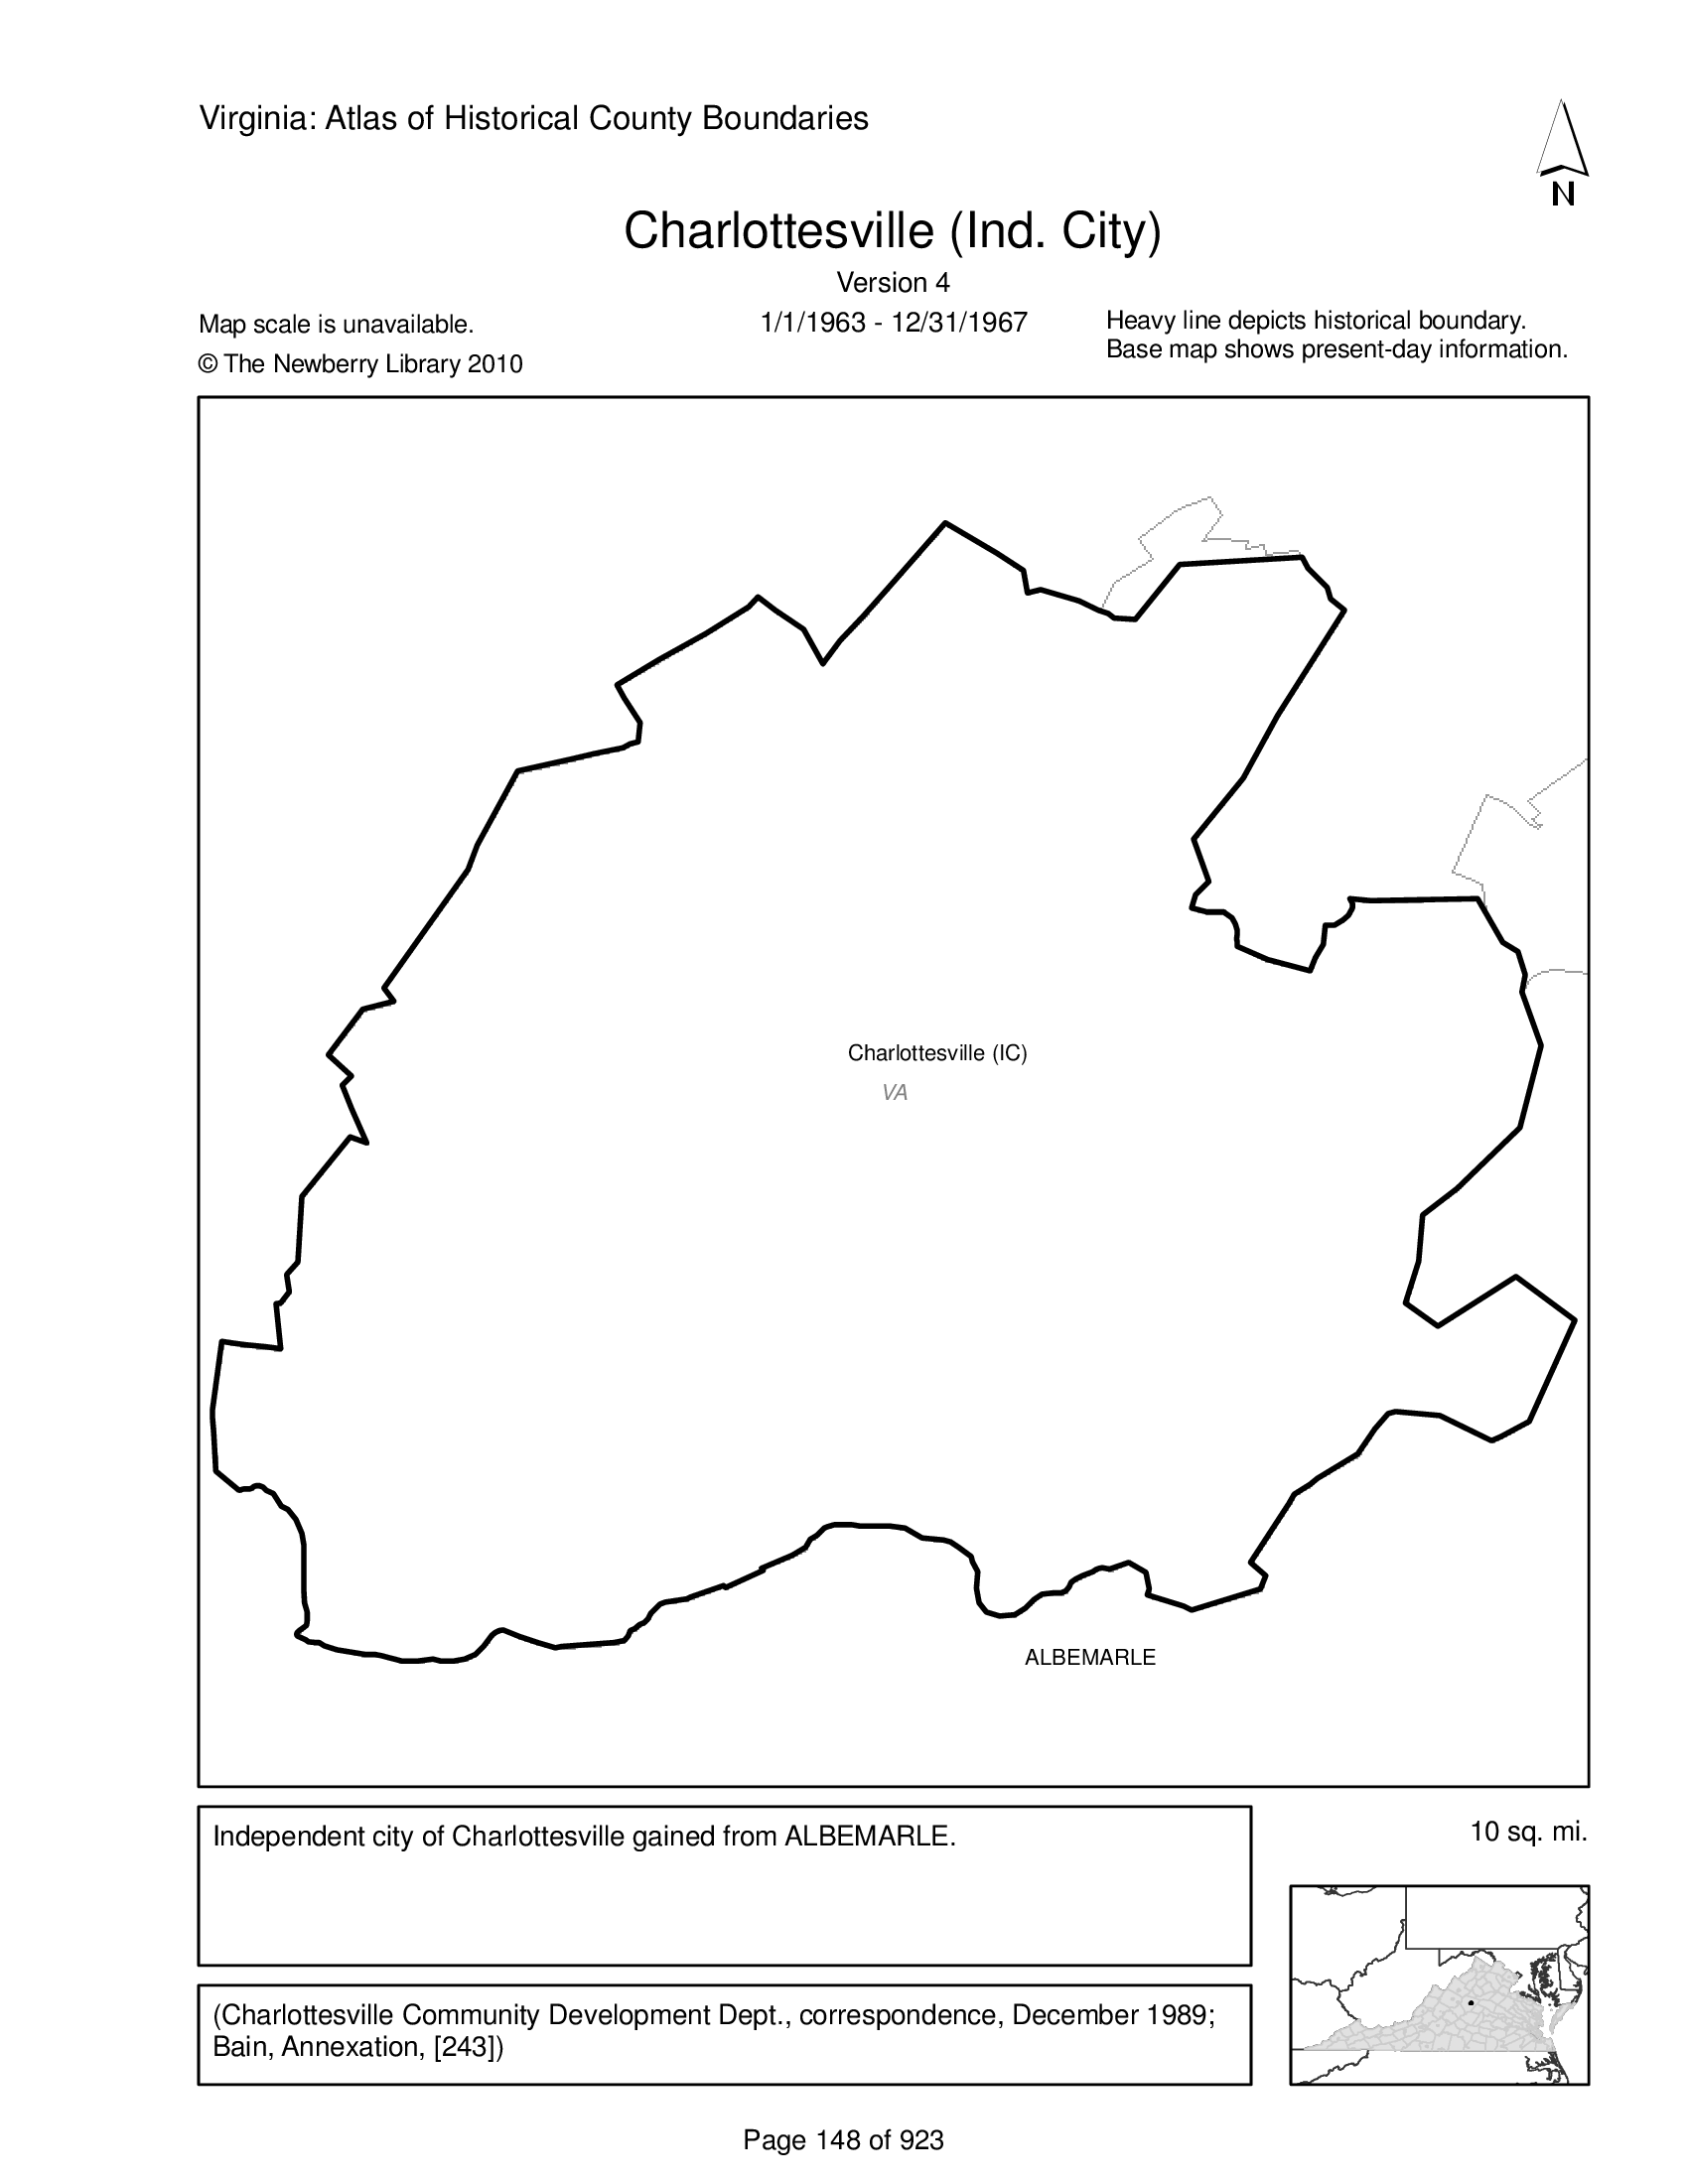 Virginia: Atlas of Historical County Boundaries
N
Charlottesville (Ind. City)
Version 4
Map scale is unavailable.
1/1/1963 - 12/31/1967
Heavy line depicts historical boundary.
Base map shows present-day information.
© The Newberry Library 2010
Charlottesville (IC)
VA
ALBEMARLE
Independent city of Charlottesville gained from ALBEMARLE.
10 sq. mi.
(Charlottesville Community Development Dept., correspondence, December 1989;
Bain, Annexation, [243])
Page 148 of 923